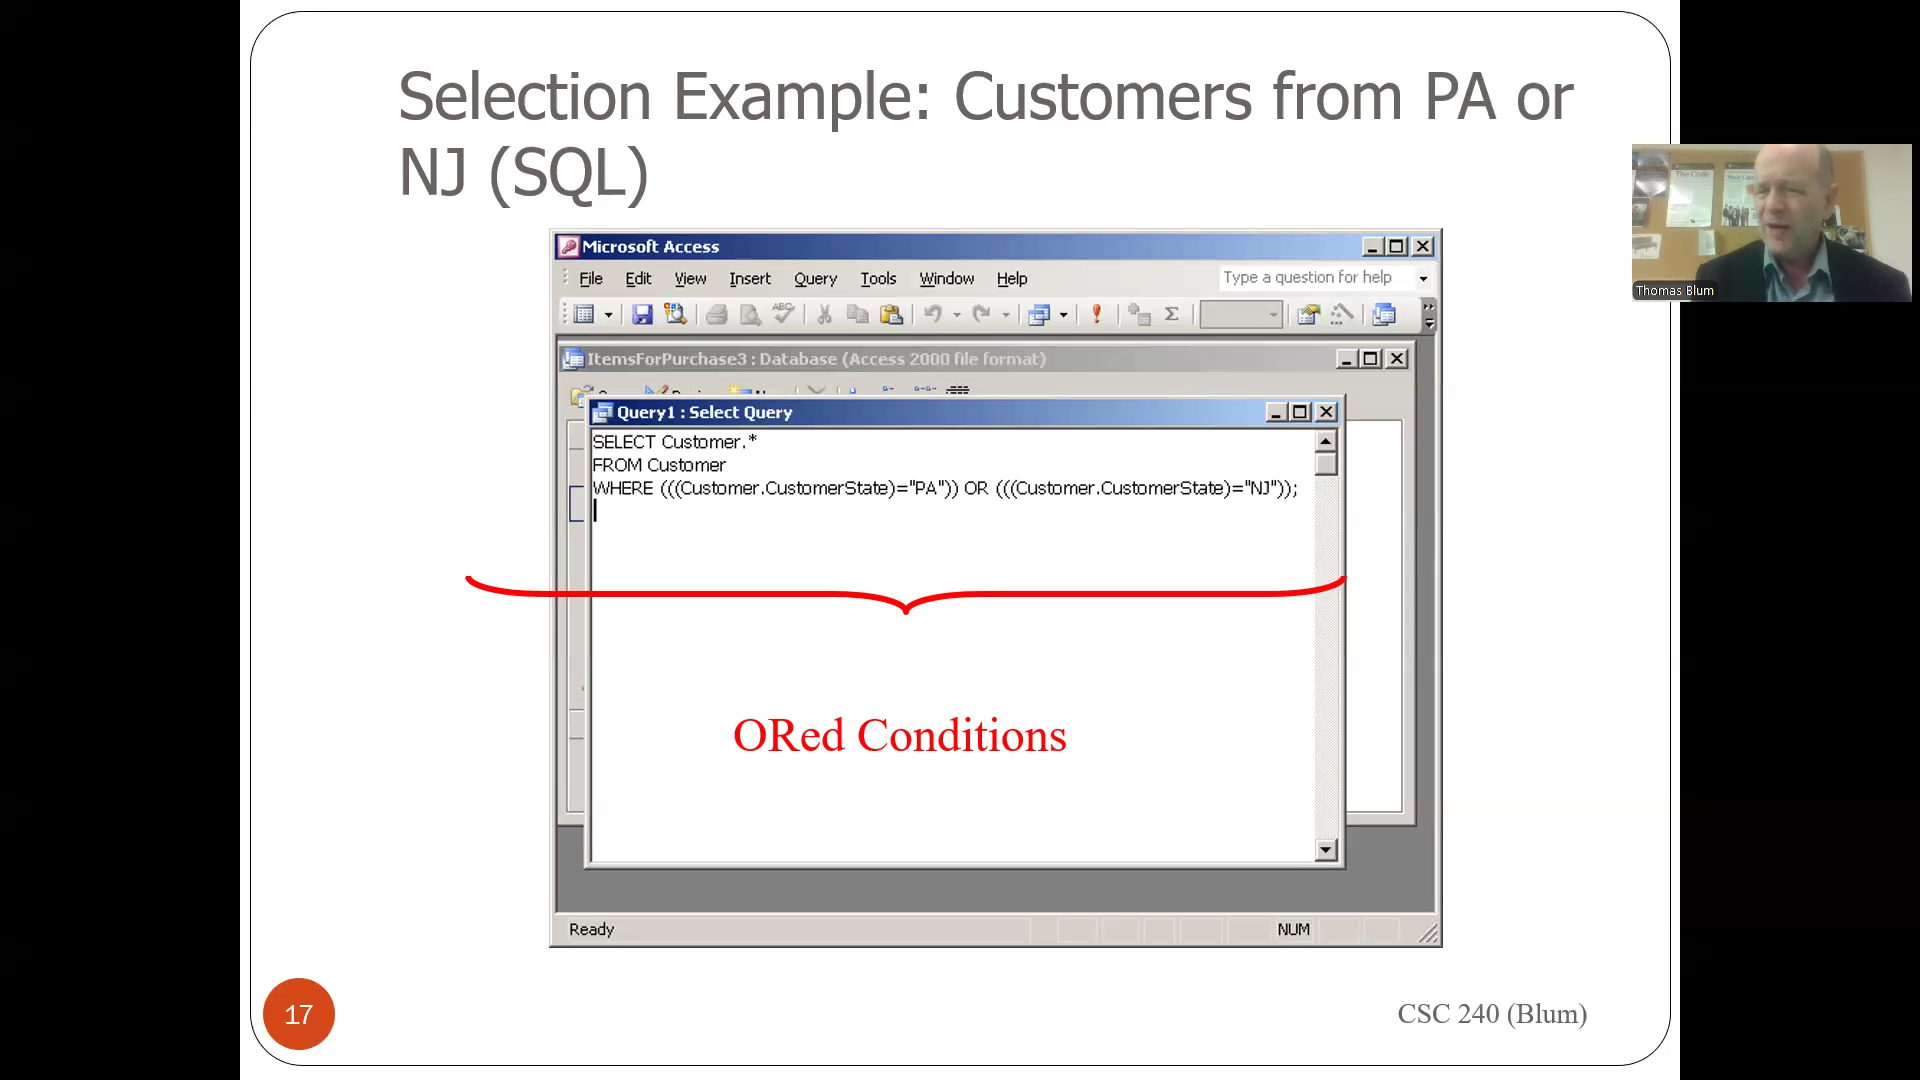 Selection Example: Customers from PA or
NJ (SQL)
The Code
Thomas Blum
Microsoft Access
File Edit View Insert Query Tools Window Help
Type a question for help
ItemsForPurchase3 : Database (Access 2000 file format)
Query1 : Select Query
SELECT Customer.*
FROM Customer
WHERE (((Customer.CustomerState)="PA")) OR (((Customer.CustomerState)="NJ"));
ORed Conditions
Ready
NUM
17
CSC 240 (Blum)